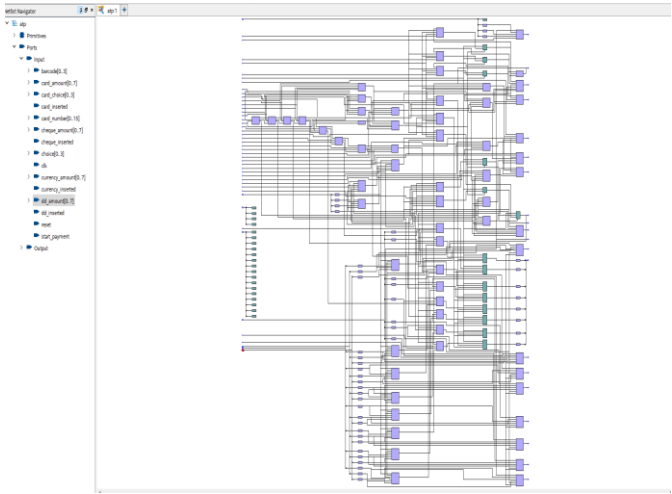 Netlist Navigator
atp:1
atp
Primitives
Ports
Input
barcode[0..3]
card_amount[0..7]
card_choice[0..3]
card_inserted
card_number[0..15]
cheque_amount[0..7]
cheque_inserted
choice[0..3]
clk
currency_amount[0..7]
currency_inserted
dd_amount[0..7]
dd_inserted
reset
start_payment
Output